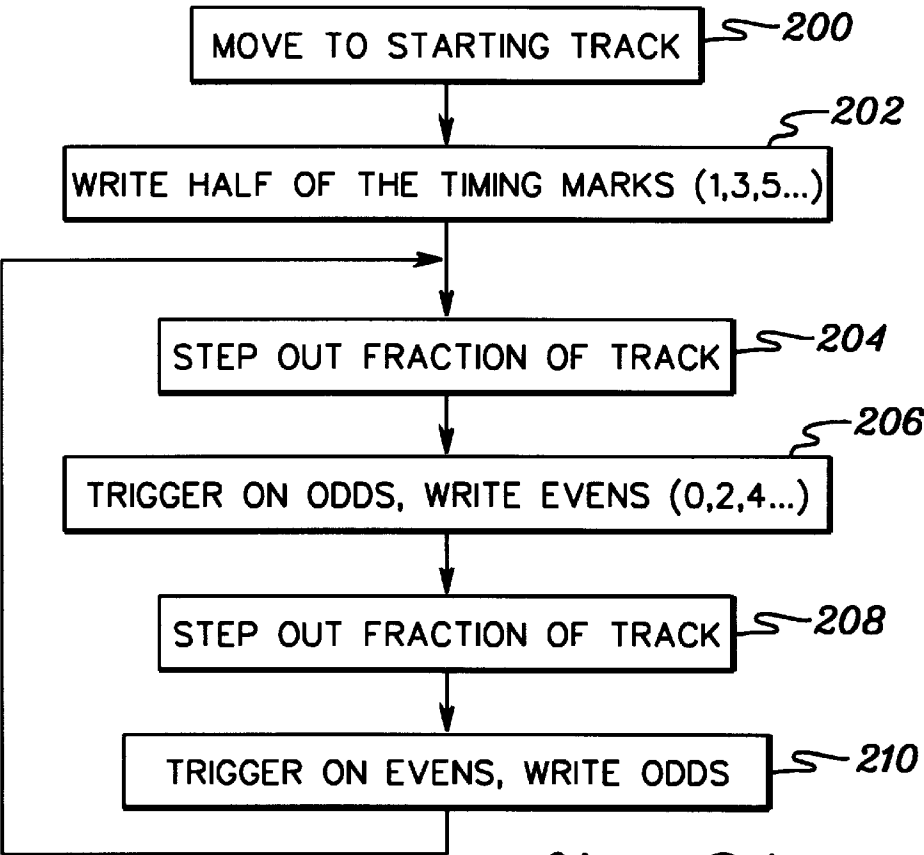 MOVE TO STARTING TRACK
200
202
WRITE HALF OF THE TIMING MARKS (1,3,5...)
STEP OUT FRACTION OF TRACK
204
206
TRIGGER ON ODDS, WRITE EVENS (0,2,4...)
STEP OUT FRACTION OF TRACK
208
TRIGGER ON EVENS, WRITE ODDS
210